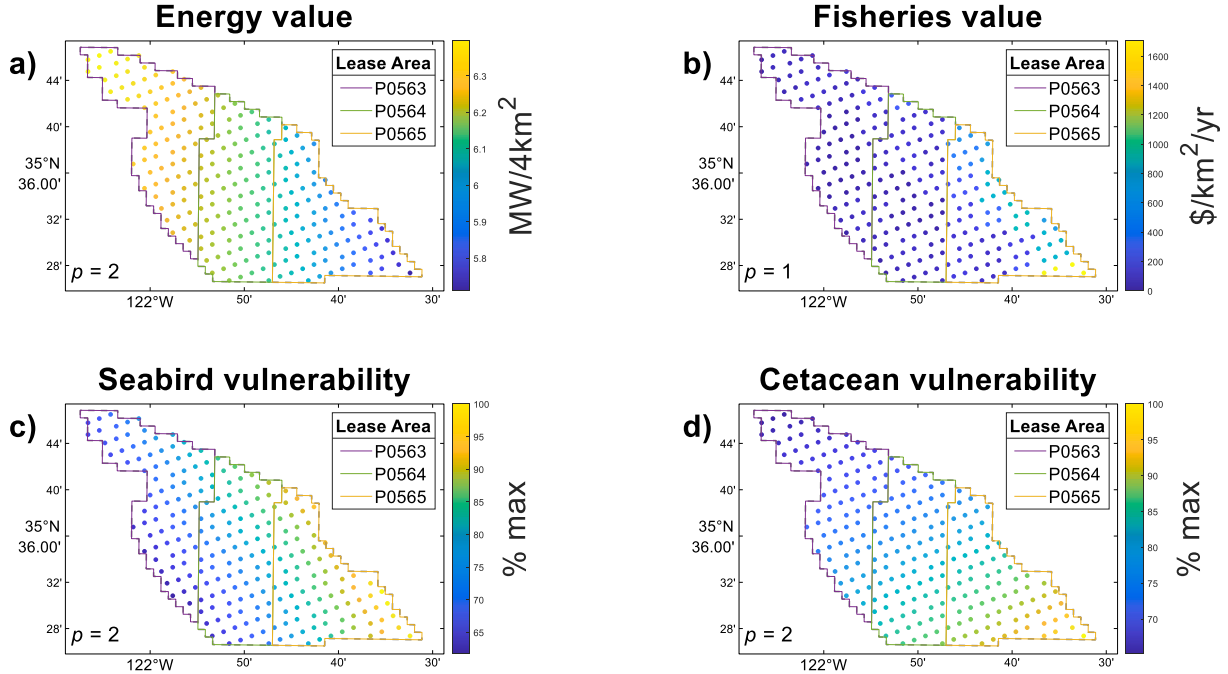 Energy value
a)
Lease Area
P0563
P0564
P0565
44'
40'
35°N
36.00'
32'
28'
p = 2
122°W
50'
40'
30'
6.3
6.2
6.1
6
5.9
5.8
MW/4km2
Fisheries value
b)
Lease Area
P0563
P0564
P0565
44'
40'
35°N
36.00'
32'
28'
p = 1
122°W
50'
40'
30'
1600
1400
1200
1000
800
600
400
200
0
$/km2/yr
Seabird vulnerability
c)
Lease Area
P0563
P0564
P0565
44'
40'
35°N
36.00'
32'
28'
p = 2
122°W
50'
40'
30'
100
95
90
85
80
75
70
65
% max
Cetacean vulnerability
d)
Lease Area
P0563
P0564
P0565
44'
40'
35°N
36.00'
32'
28'
p = 2
122°W
50'
40'
30'
100
95
90
85
80
75
70
% max